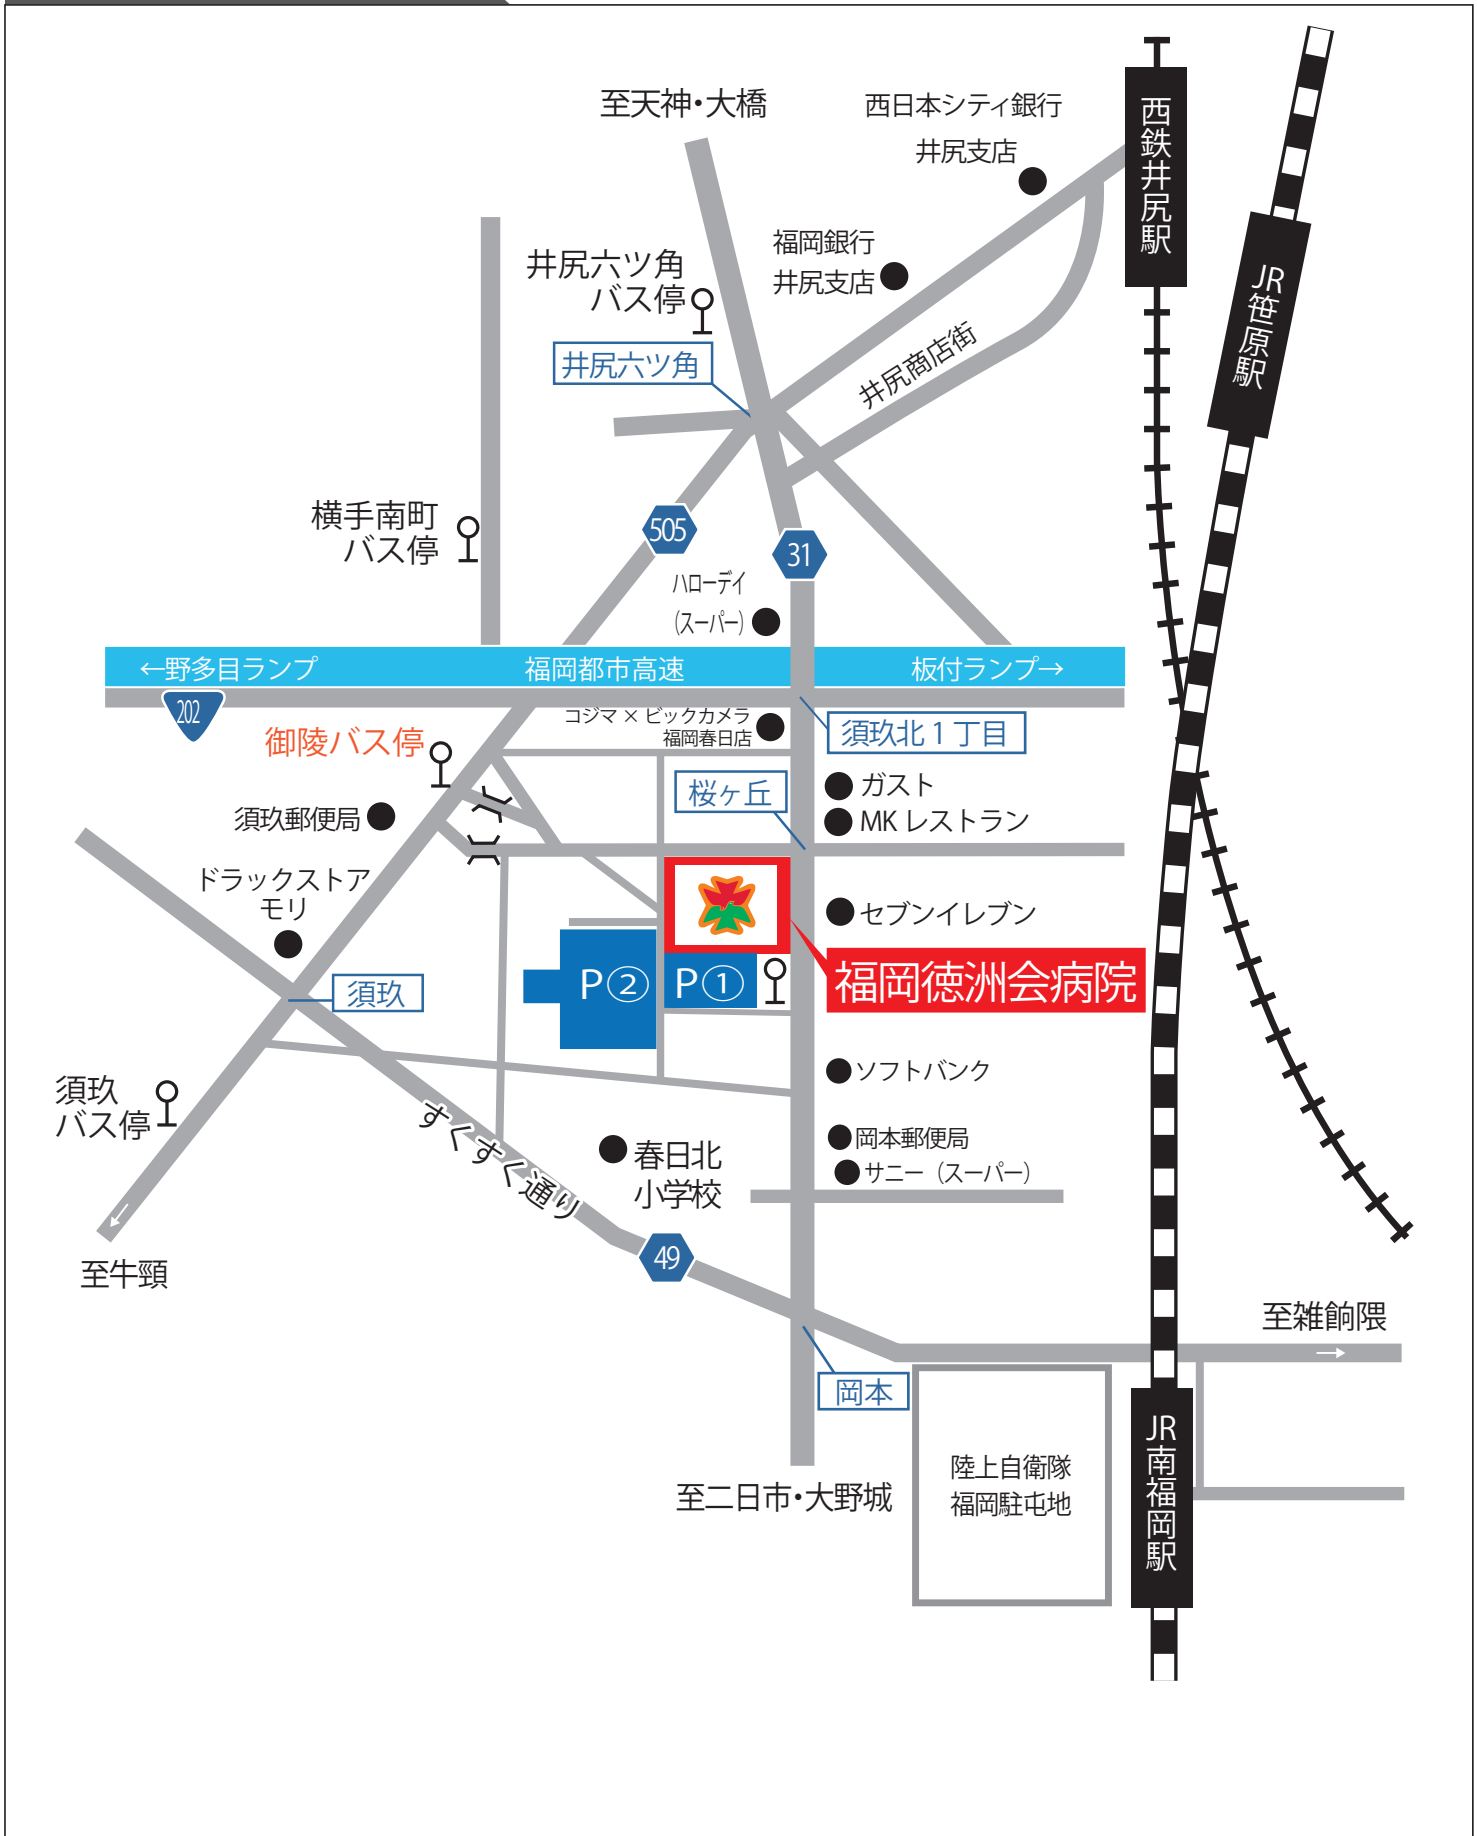 至天神・大橋
西日本シティ銀行
井尻支店
西鉄井尻駅
福岡銀行
井尻支店
井尻六ツ角
バス停
JR笹原駅
井尻六ツ角
井尻商店街
横手南町
バス停
505
31
ハローデイ
(スーパー)
←野多目ランプ
福岡都市高速
板付ランプ→
202
コジマ × ビックカメラ
福岡春日店
須玖北1丁目
御陵バス停
桜ヶ丘
ガスト
MK レストラン
須玖郵便局
ドラックストア
モリ
セブンイレブン
福岡徳洲会病院
P②
P①
須玖
ソフトバンク
須玖
バス停
すくすく通り
岡本郵便局
サニー（スーパー）
春日北
小学校
49
至牛頸
至雑餉隈
岡本
JR南福岡駅
陸上自衛隊
福岡駐屯地
至二日市・大野城